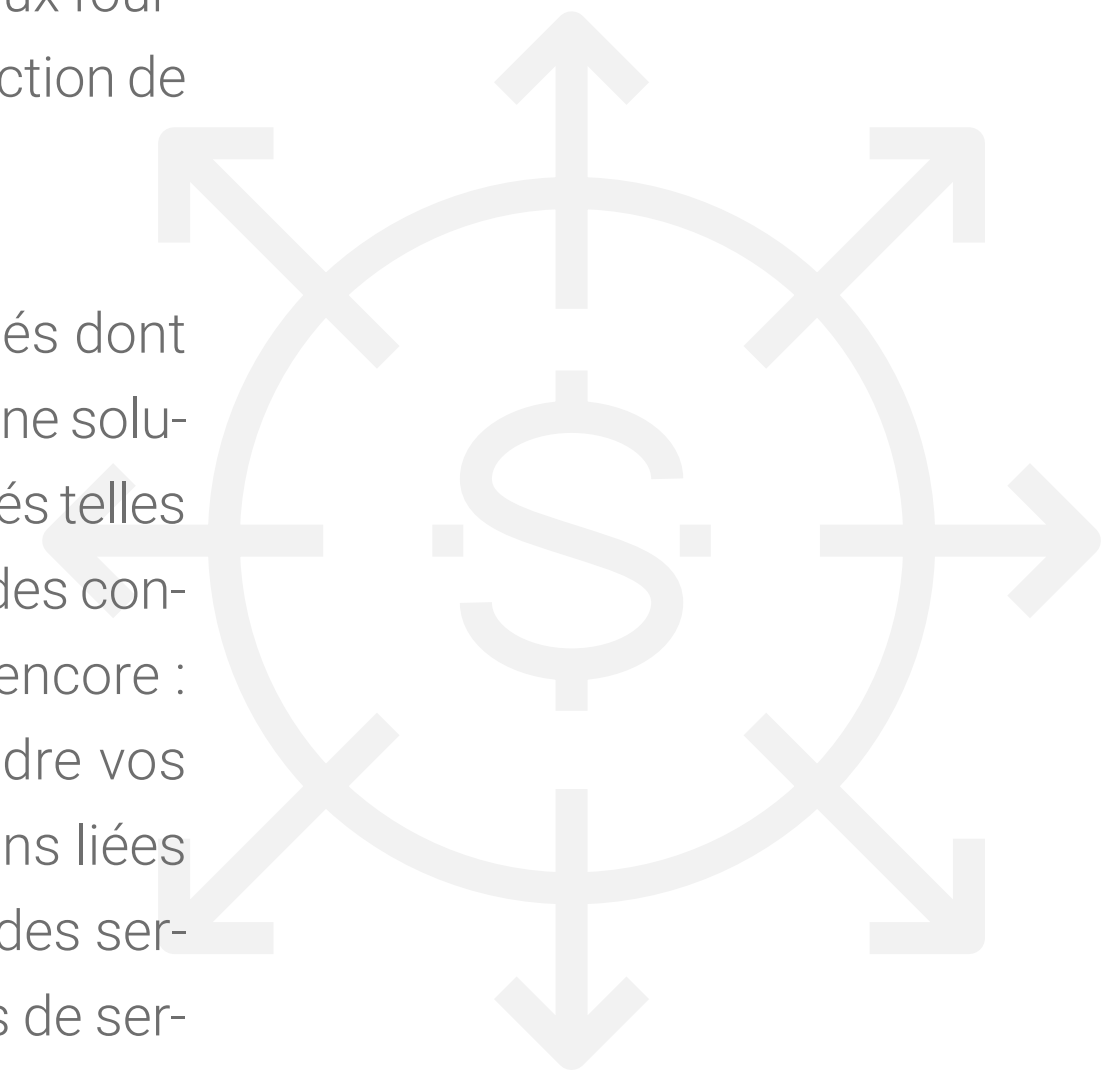 ction de
és dont
ne solu-
és telles
des con-
encore :
dre vos
ns liées
des ser-
s de ser-
$